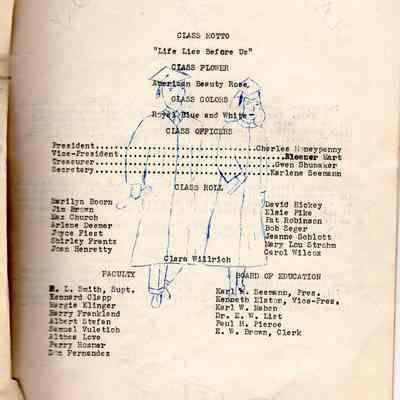 CLASS MOTTO
"Life Lies Before Us"
CLASS FLOWER
American Beauty Rose
CLASS COLORS
Royal Blue and White
CLASS OFFICERS
President..........Charles Moneypenny
Vice-President..........Eleanor Mart
Treasurer..........Gwen Shumaker
Secretary..........Karlene Seemann
CLASS ROLL
Marilyn Boorn
Jim Brown
Max Church
Arlene Desmer
Joyce Fiest
Shirley Frantz
Joan Henretty
David Hickey
Elsie Pike
Pat Robinson
Bob Seger
Jeanne Schlott
Mary Lou Strohm
Carol Wilcox
Clara Willrich
FACULTY
L. Smith, Supt.
Kennard Clapp
Margie Klinger
Harry Frankland
Albert Stefan
Samuel Vuletich
Althea Love
Perry Rosner
Don Fernandez
BOARD OF EDUCATION
Karl H. Seemann, Pres.
Kenneth Elston, Vice-Pres.
Karl W. Haben
Dr. E. W. List
Paul M. Pierce
E. W. Brown, Clerk